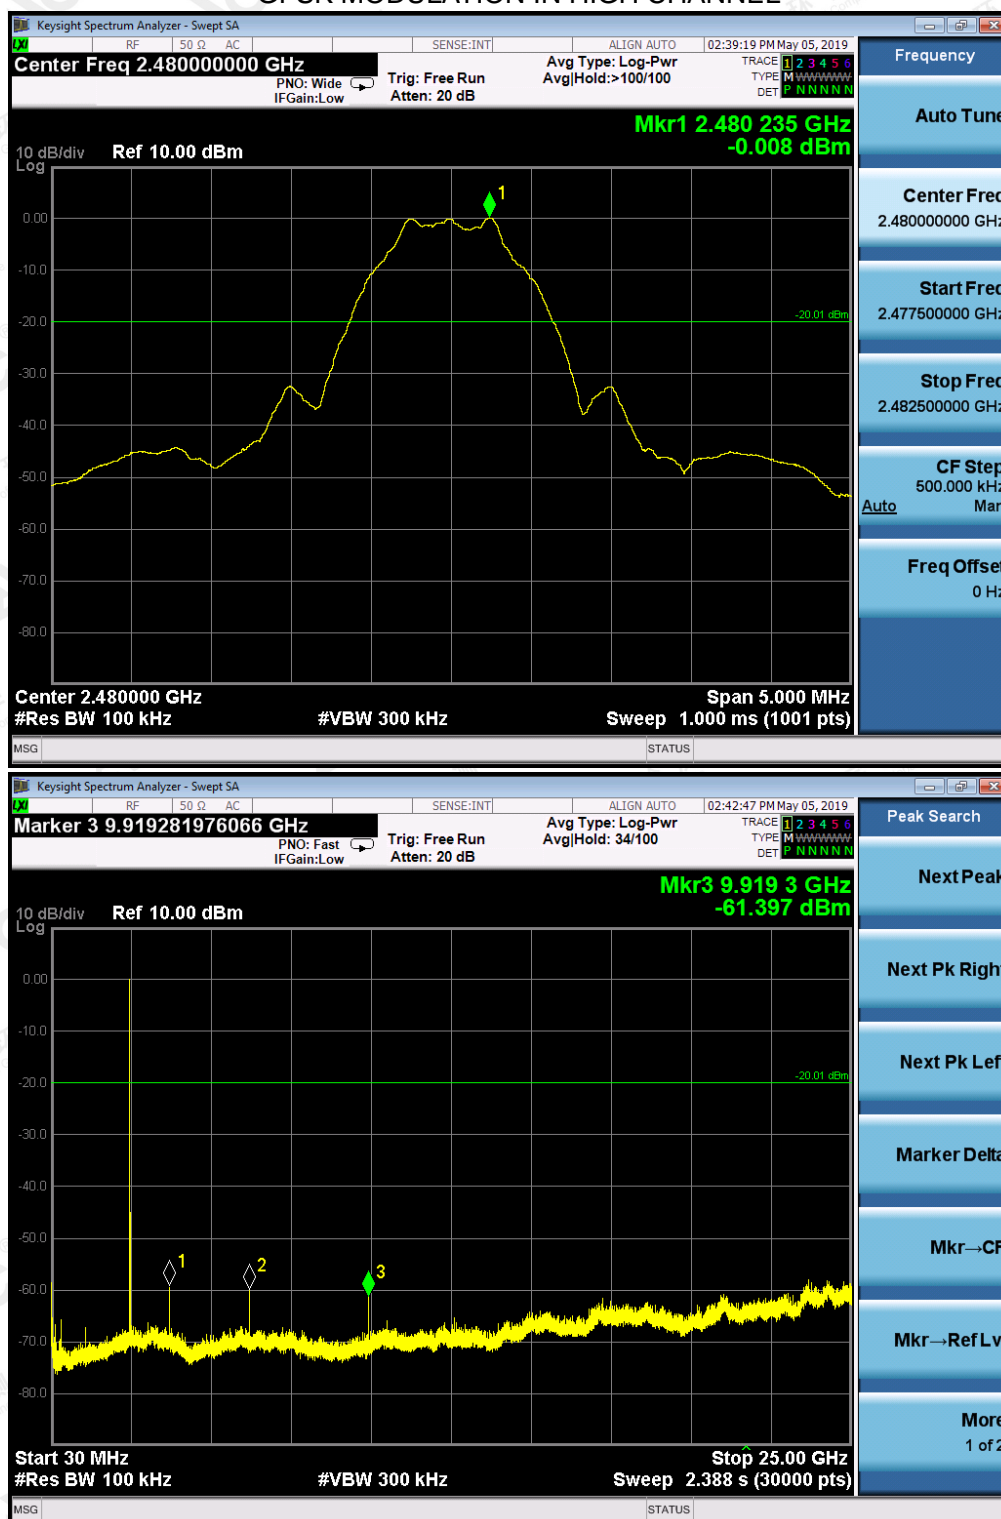 GFSK MODULATION IN HIGH CHANNEL
Keysight Spectrum Analyzer - Swept SA
LXI RF 50 Ω AC SENSE:INT ALIGN AUTO 02:39:19 PM May 05, 2019
Center Freq 2.480000000 GHz
PNO: Wide
IFGain:Low
Trig: Free Run
Atten: 20 dB
Avg Type: Log-Pwr
Avg|Hold:>100/100
TRACE 1 2 3 4 5 6
TYPE M WWWWW
DET P N N N N N
Mkr1 2.480 235 GHz
-0.008 dBm
10 dB/div Ref 10.00 dBm
Log
1
0.00
-10.0
-20.0
-20.01 dBm
-30.0
-40.0
-50.0
-60.0
-70.0
-80.0
Center 2.480000 GHz Span 5.000 MHz
#Res BW 100 kHz #VBW 300 kHz Sweep 1.000 ms (1001 pts)
MSG STATUS
Frequency
Auto Tune
Center Freq
2.480000000 GHz
Start Freq
2.477500000 GHz
Stop Freq
2.482500000 GHz
CF Step
500.000 kHz
Auto Man
Freq Offset
0 Hz
Keysight Spectrum Analyzer - Swept SA
LXI RF 50 Ω AC SENSE:INT ALIGN AUTO 02:42:47 PM May 05, 2019
Marker 3 9.919281976066 GHz
PNO: Fast
IFGain:Low
Trig: Free Run
Atten: 20 dB
Avg Type: Log-Pwr
Avg|Hold: 34/100
TRACE 1 2 3 4 5 6
TYPE M WWWWW
DET P N N N N N
Mkr3 9.919 3 GHz
-61.397 dBm
10 dB/div Ref 10.00 dBm
Log
0.00
-10.0
-20.0
-20.01 dBm
-30.0
-40.0
-50.0
1
2
3
-60.0
-70.0
-80.0
Start 30 MHz Stop 25.00 GHz
#Res BW 100 kHz #VBW 300 kHz Sweep 2.388 s (30000 pts)
MSG STATUS
Peak Search
Next Peak
Next Pk Right
Next Pk Left
Marker Delta
Mkr→CF
Mkr→Ref Lvl
More
1 of 2